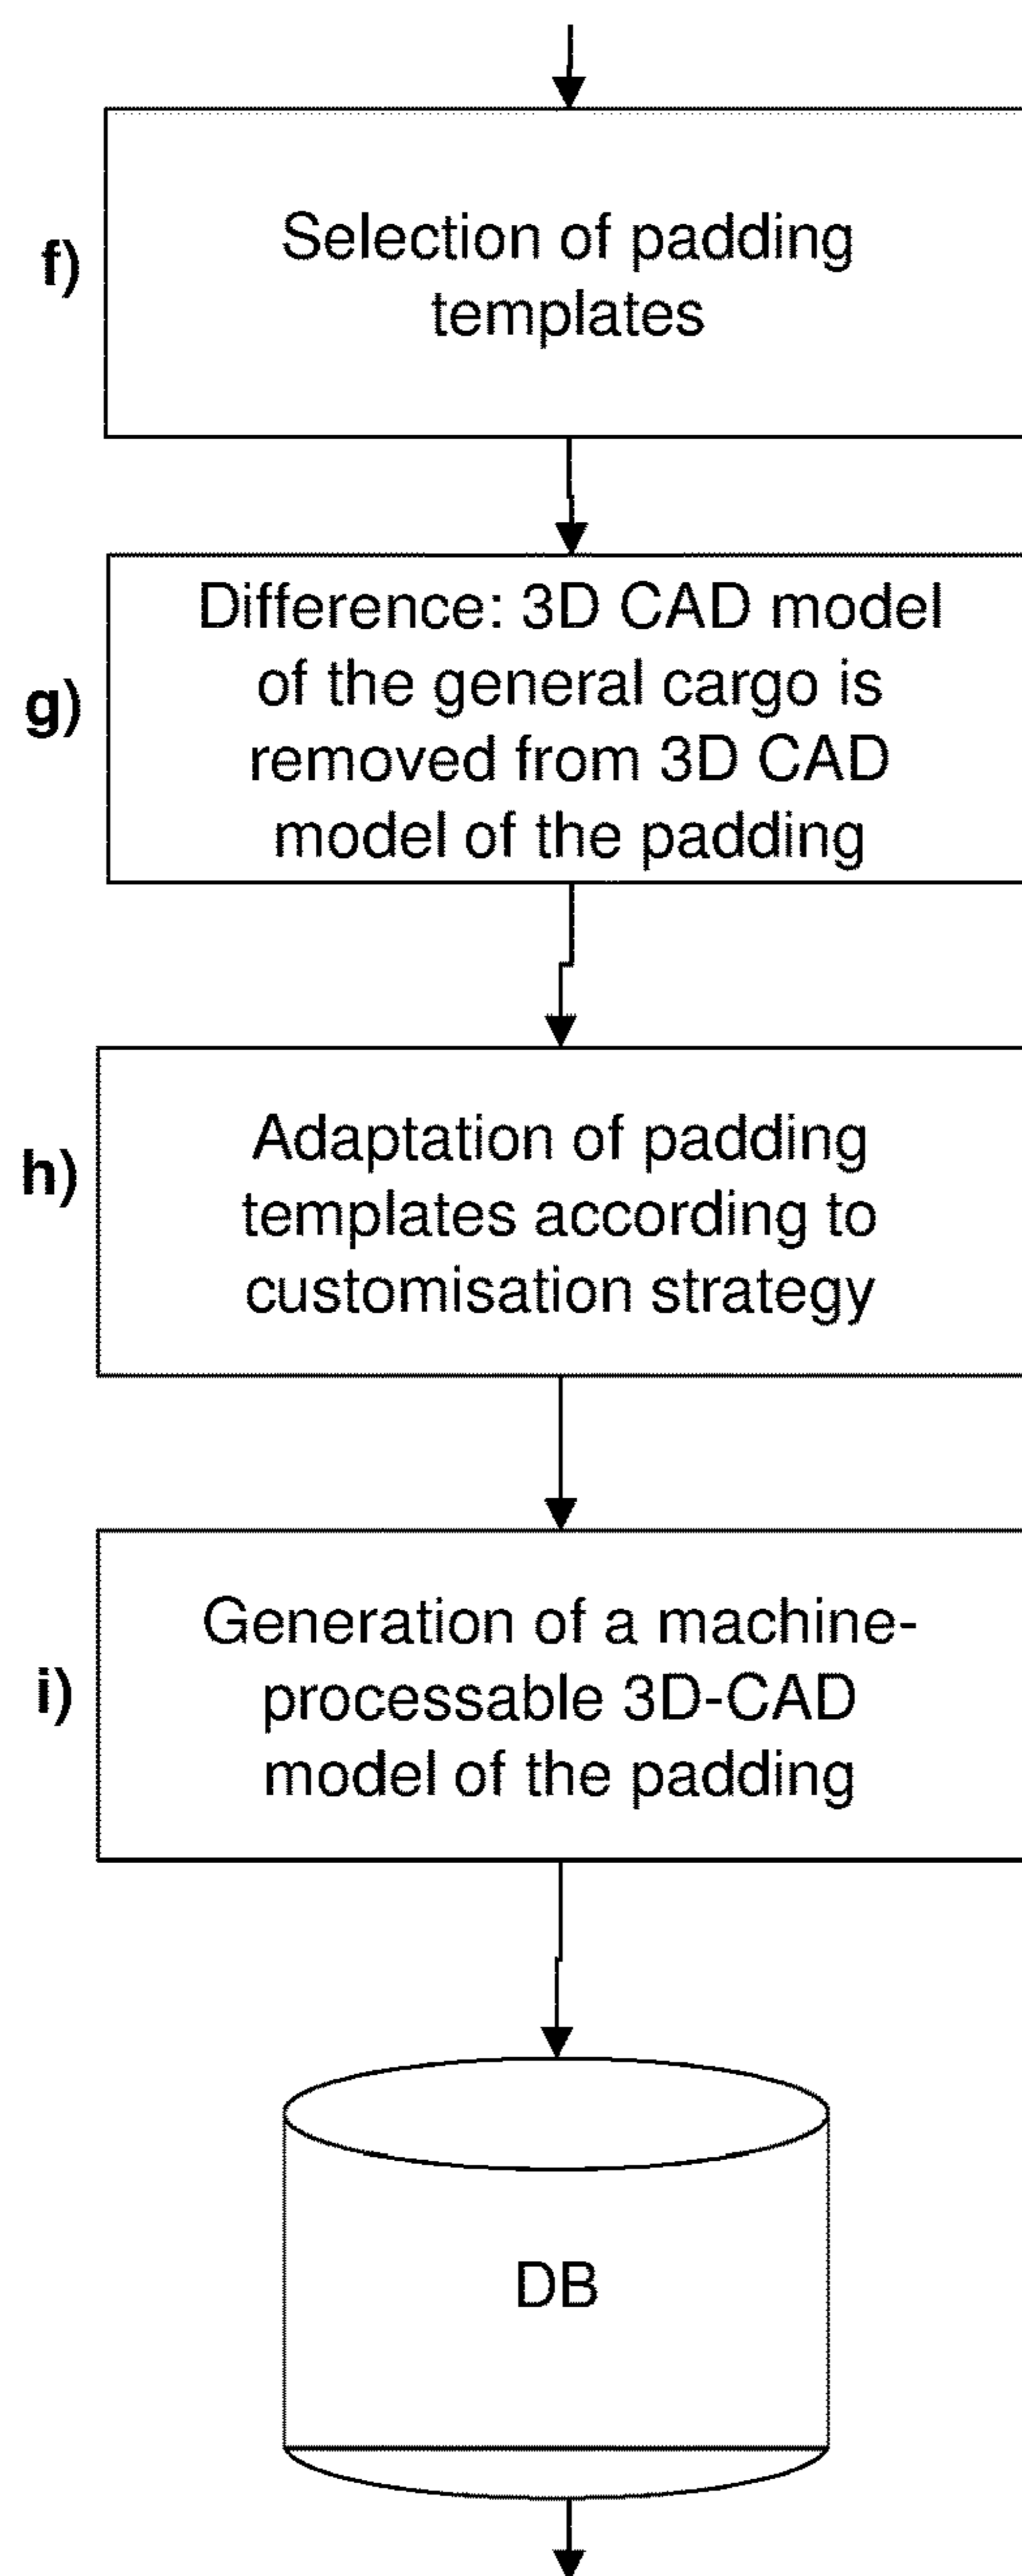 f)
Selection of padding
templates
g)
Difference: 3D CAD model
of the general cargo is
removed from 3D CAD
model of the padding
h)
Adaptation of padding
templates according to
customisation strategy
i)
Generation of a machine-
processable 3D-CAD
model of the padding
DB